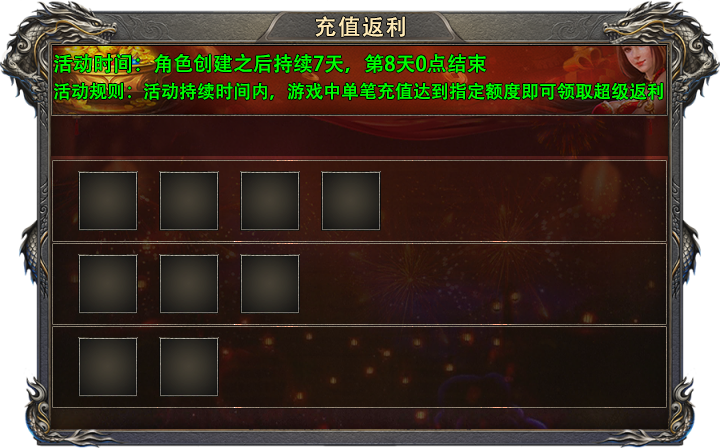 充值返利
活动时间：角色创建之后持续7天，第8天0点结束
活动规则：活动持续时间内，游戏中单笔充值达到指定额度即可领取超级返利